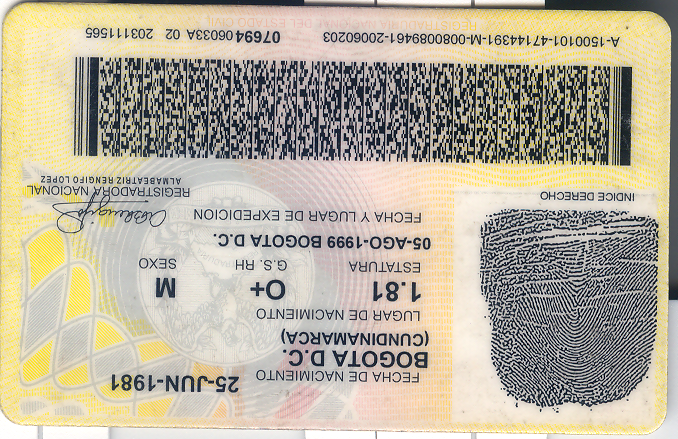 FECHA DE NACIMIENTO 25-JUN-1981
BOGOTA D.C.
(CUNDINAMARCA)
LUGAR DE NACIMIENTO
1.81 O+ M
ESTATURA G.S. RH SEXO
05-AGO-1999 BOGOTA D.C.
FECHA Y LUGAR DE EXPEDICION
INDICE DERECHO
REGISTRADORA NACIONAL
ALMABEATRIZ RENGIFO LOPEZ
A-1500101-47144391-M-0080089461-20060203 07694 06033A 02 203111565